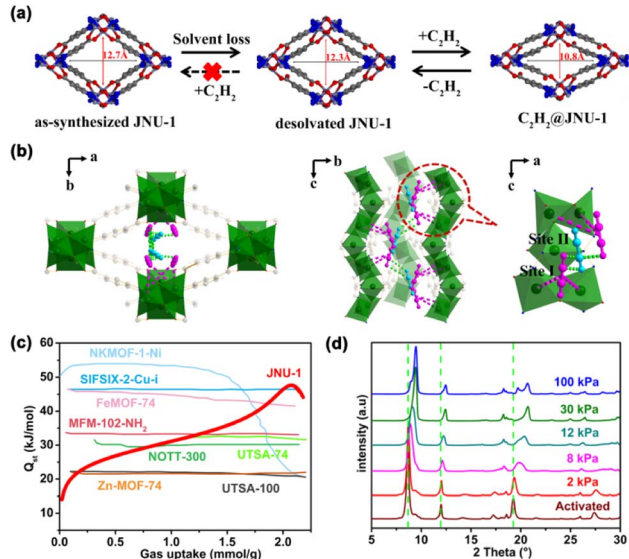 (a)
Solvent loss
+C₂H₂
12.7Å
12.3Å
10.8Å
+C₂H₂
-C₂H₂
as-synthesized JNU-1
desolvated JNU-1
C₂H₂@JNU-1
(b)
a
b
b
c
a
c
Site II
Site I
(c)
NKMOF-1-Ni
JNU-1
SIFSIX-2-Cu-i
FeMOF-74
MFM-102-NH₂
NOTT-300
UTSA-74
Zn-MOF-74
UTSA-100
Qst (kJ/mol)
60
50
40
30
20
10
0
0.0 0.5 1.0 1.5 2.0
Gas uptake (mmol/g)
(d)
intensity (a.u)
100 kPa
30 kPa
12 kPa
8 kPa
2 kPa
Activated
5 10 15 20 25 30
2 Theta (°)